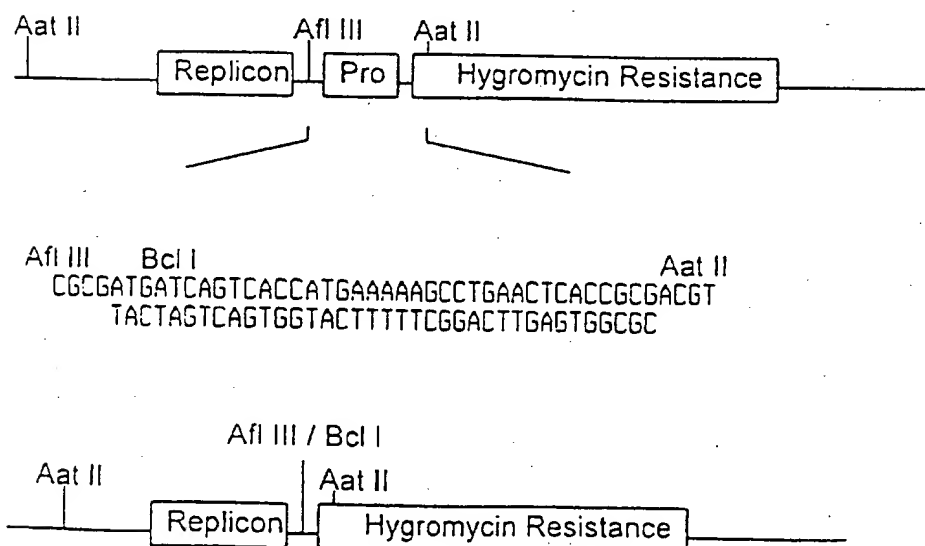 Aat II Afl III Aat II
Replicon Pro Hygromycin Resistance
Afl III Bcl I Aat II
CGCGATGATCAGTCACCATGAAAAAGCCTGAACTCACCGCGACGT
TACTAGTCAGTGGTACTTTTTCGGACTTGAGTGGCGC
Afl III / Bcl I
Aat II Aat II
Replicon Hygromycin Resistance